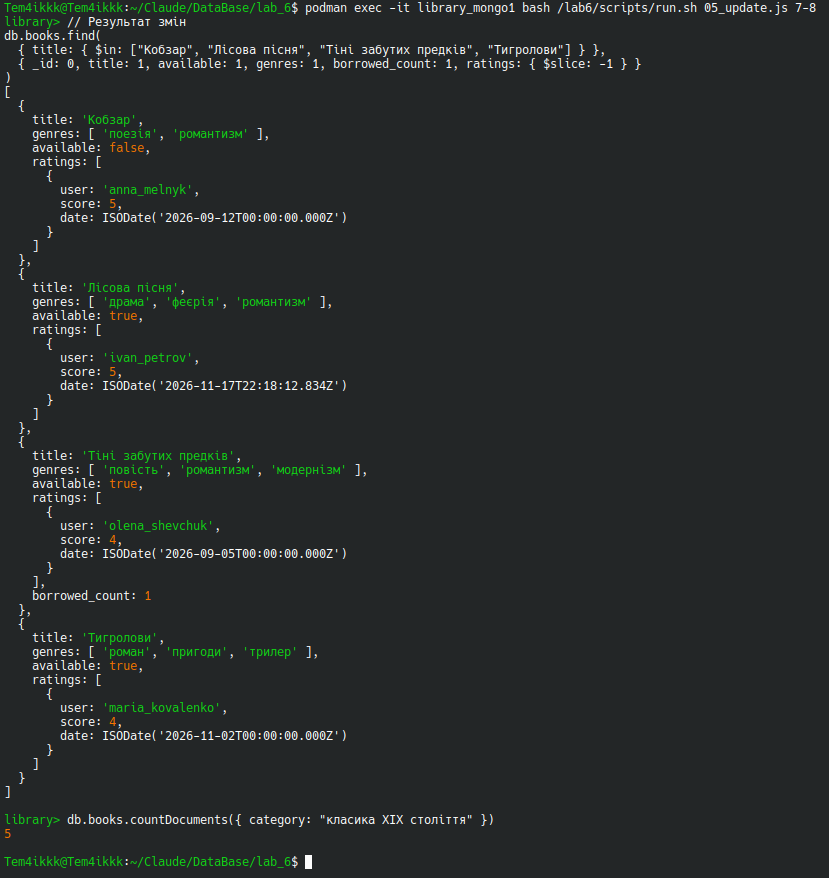 Tem4ikkk@Tem4ikkk:~/Claude/DataBase/lab_6$ podman exec -it library_mongo1 bash /lab6/scripts/run.sh 05_update.js 7-8
library> // Результат змін
db.books.find(
  { title: { $in: ["Кобзар", "Лісова пісня", "Тіні забутих предків", "Тигролови"] } },
  { _id: 0, title: 1, available: 1, genres: 1, borrowed_count: 1, ratings: { $slice: -1 } }
)
[
  {
    title: 'Кобзар',
    genres: [ 'поезія', 'романтизм' ],
    available: false,
    ratings: [
      {
        user: 'anna_melnyk',
        score: 5,
        date: ISODate('2026-09-12T00:00:00.000Z')
      }
    ]
  },
  {
    title: 'Лісова пісня',
    genres: [ 'драма', 'феєрія', 'романтизм' ],
    available: true,
    ratings: [
      {
        user: 'ivan_petrov',
        score: 5,
        date: ISODate('2026-11-17T22:18:12.834Z')
      }
    ]
  },
  {
    title: 'Тіні забутих предків',
    genres: [ 'повість', 'романтизм', 'модернізм' ],
    available: true,
    ratings: [
      {
        user: 'olena_shevchuk',
        score: 4,
        date: ISODate('2026-09-05T00:00:00.000Z')
      }
    ],
    borrowed_count: 1
  },
  {
    title: 'Тигролови',
    genres: [ 'роман', 'пригоди', 'трилер' ],
    available: true,
    ratings: [
      {
        user: 'maria_kovalenko',
        score: 4,
        date: ISODate('2026-11-02T00:00:00.000Z')
      }
    ]
  }
]
library> db.books.countDocuments({ category: "класика XIX століття" })
5
Tem4ikkk@Tem4ikkk:~/Claude/DataBase/lab_6$